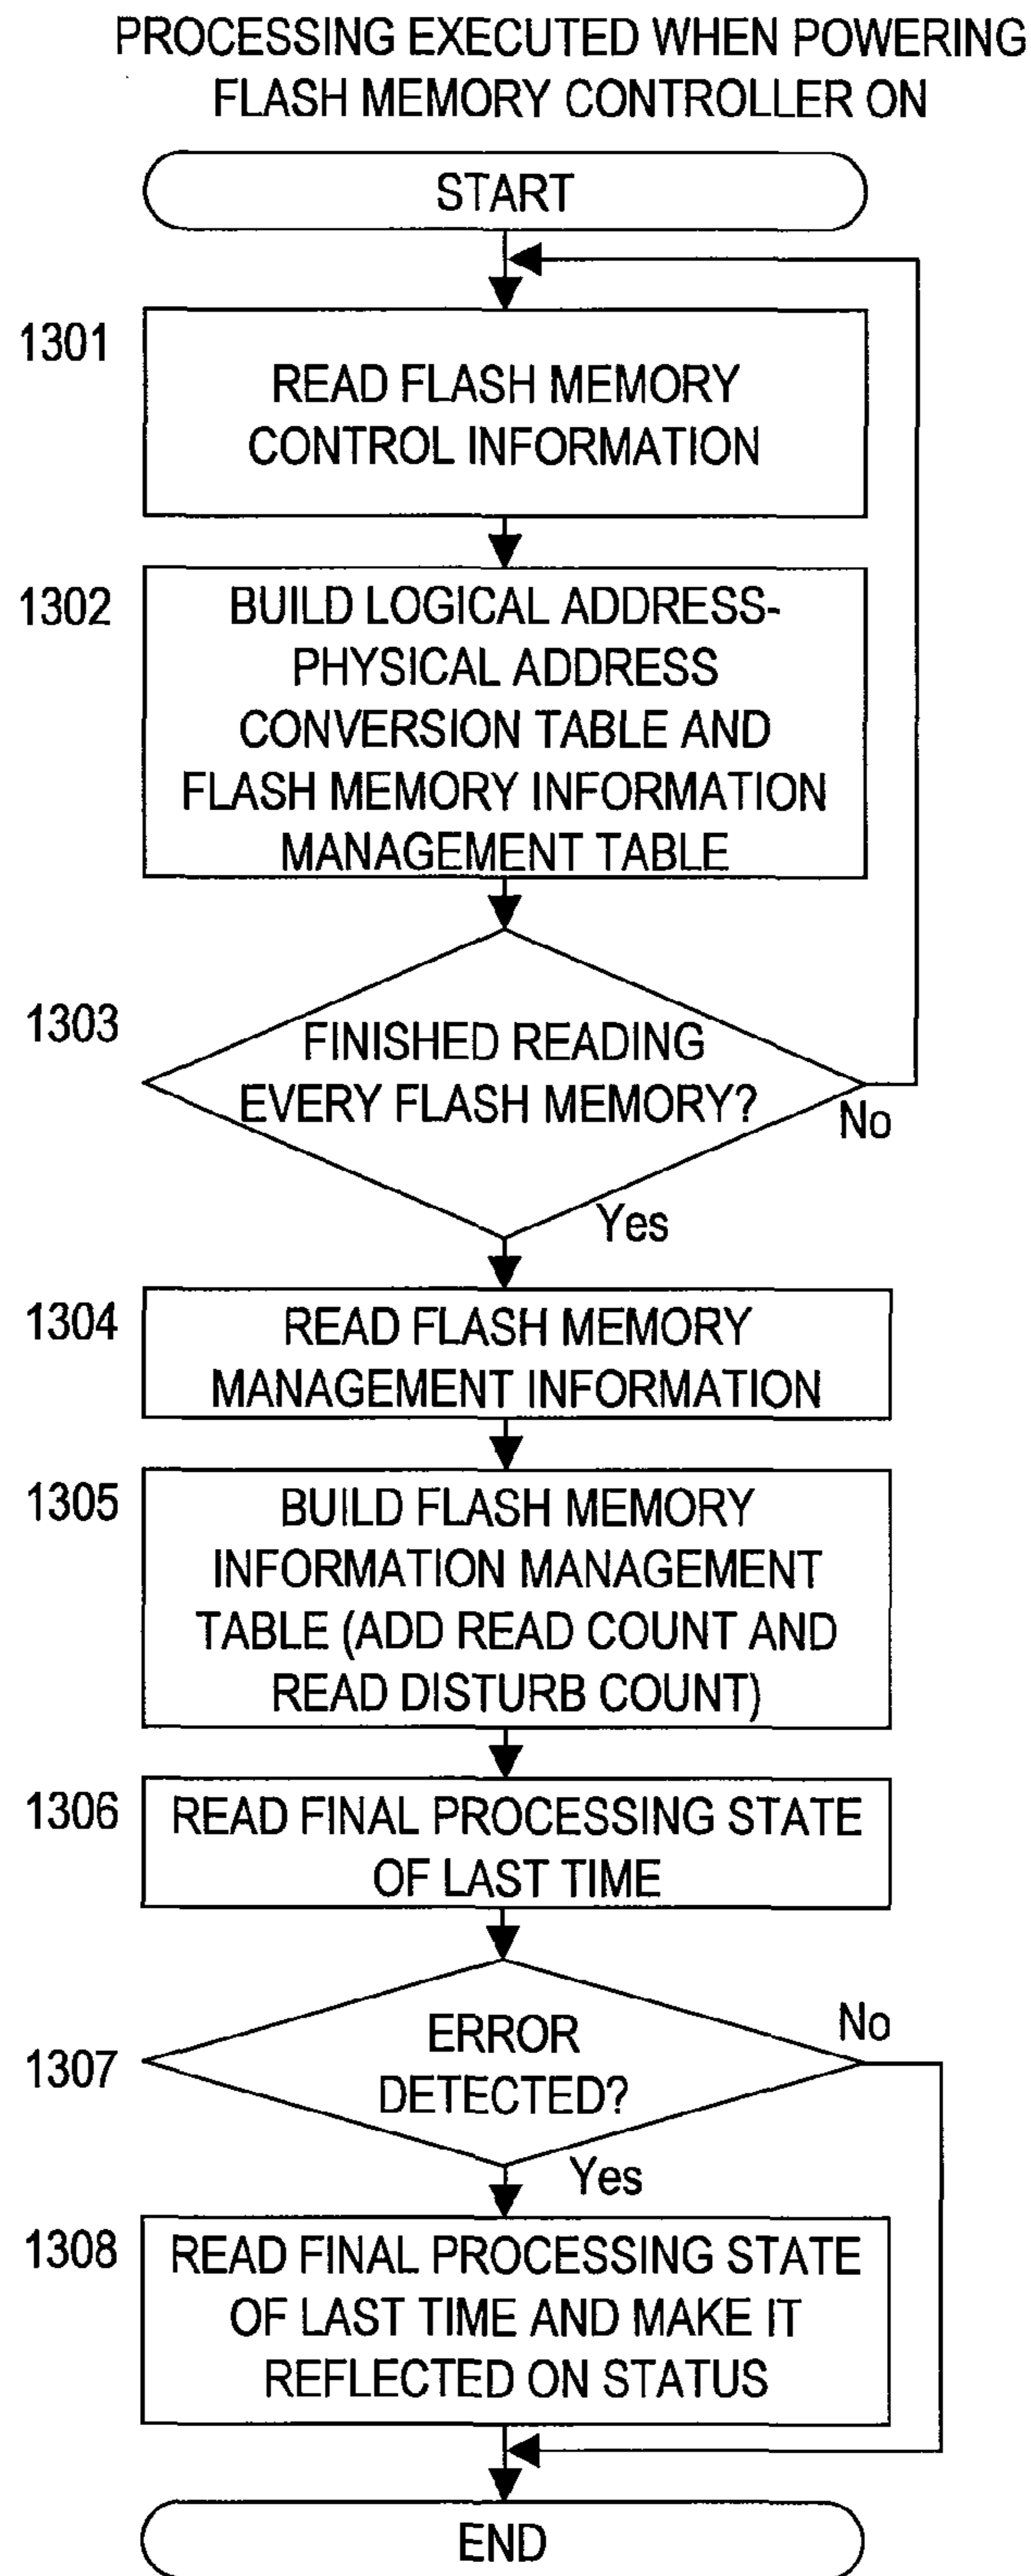 PROCESSING EXECUTED WHEN POWERING
FLASH MEMORY CONTROLLER ON
START
1301
READ FLASH MEMORY
CONTROL INFORMATION
1302
BUILD LOGICAL ADDRESS-
PHYSICAL ADDRESS
CONVERSION TABLE AND
FLASH MEMORY INFORMATION
MANAGEMENT TABLE
1303
FINISHED READING
EVERY FLASH MEMORY?
No
Yes
1304
READ FLASH MEMORY
MANAGEMENT INFORMATION
1305
BUILD FLASH MEMORY
INFORMATION MANAGEMENT
TABLE (ADD READ COUNT AND
READ DISTURB COUNT)
1306
READ FINAL PROCESSING STATE
OF LAST TIME
1307
ERROR
DETECTED?
No
Yes
1308
READ FINAL PROCESSING STATE
OF LAST TIME AND MAKE IT
REFLECTED ON STATUS
END